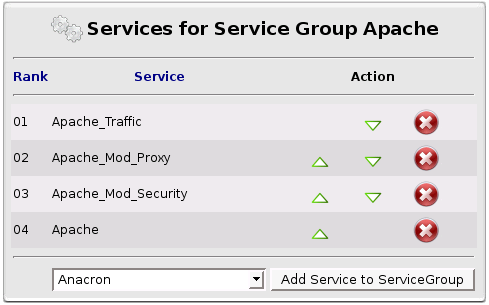 Services for Service Group Apache
Rank Service Action
01 Apache_Traffic
02 Apache_Mod_Proxy
03 Apache_Mod_Security
04 Apache
Anacron Add Service to ServiceGroup